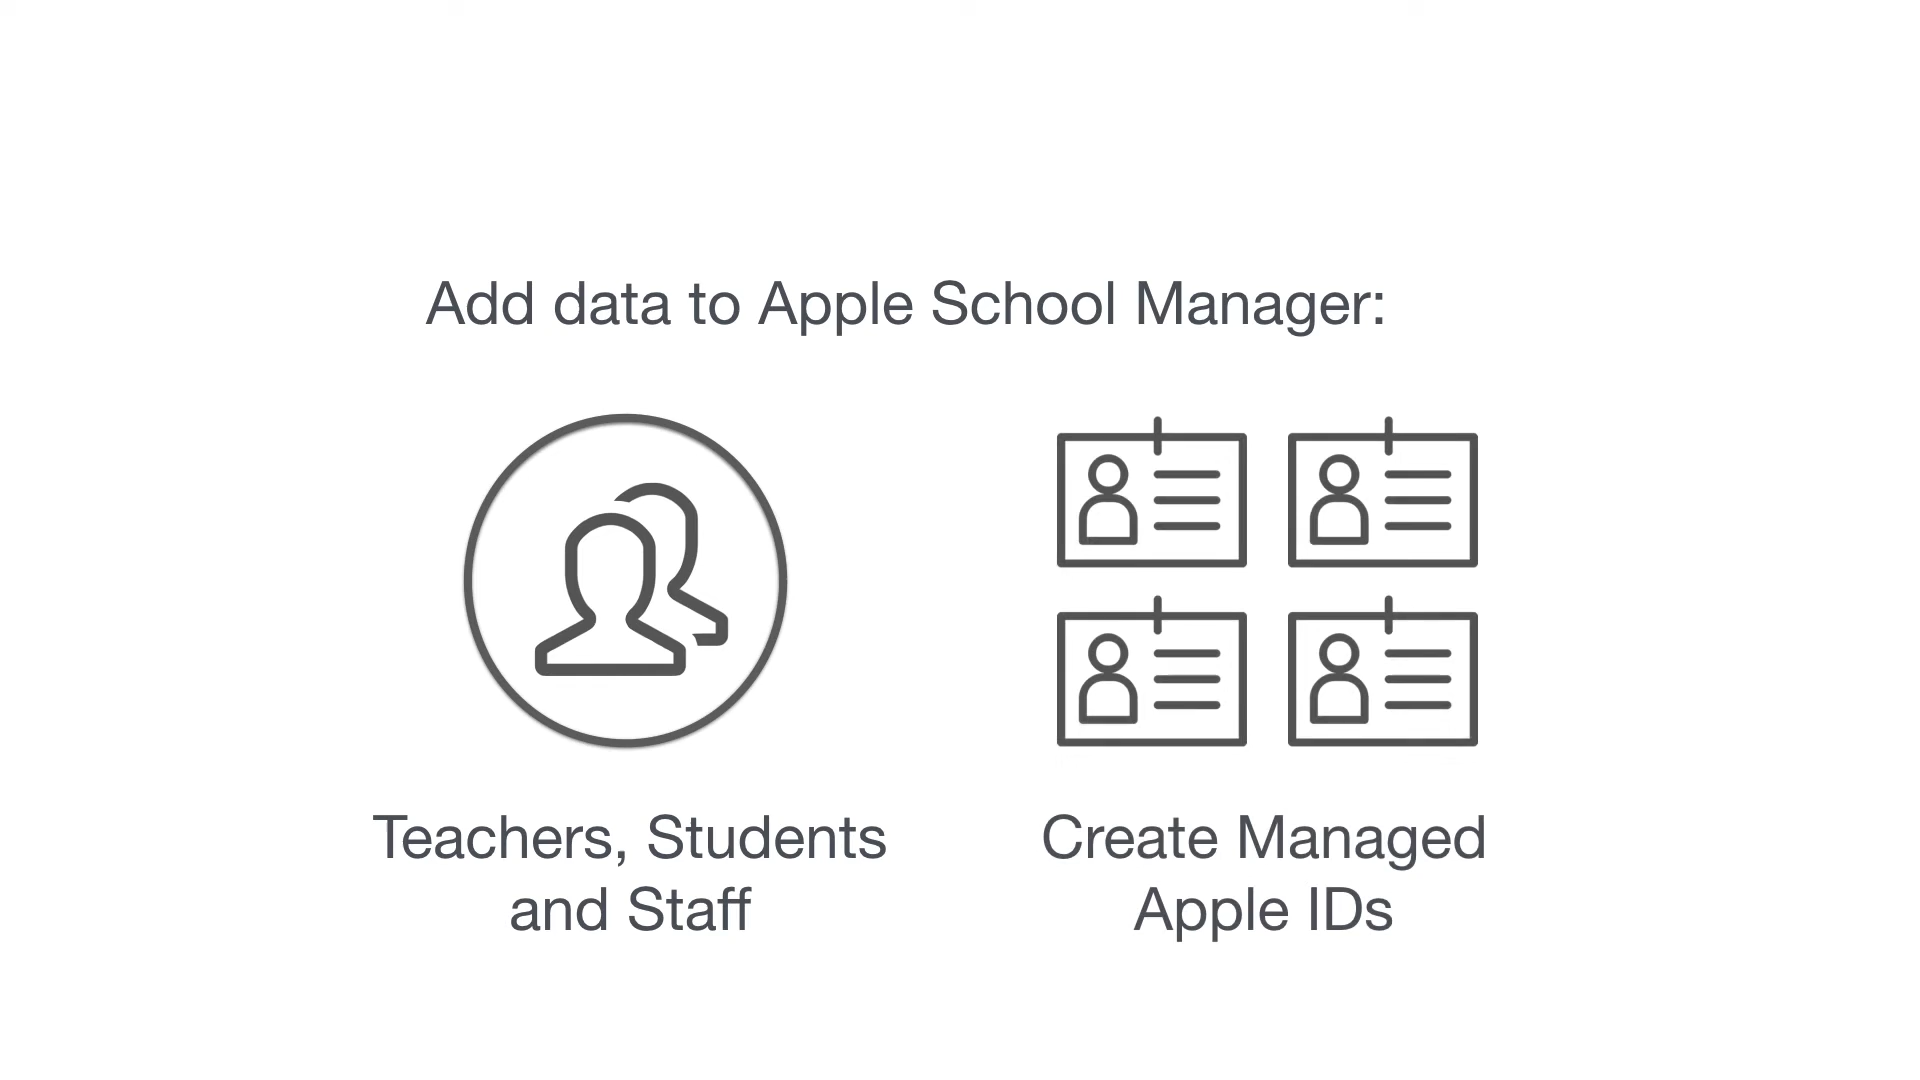 Add data to Apple School Manager:
Teachers, Students
and Staff
Create Managed
Apple IDs